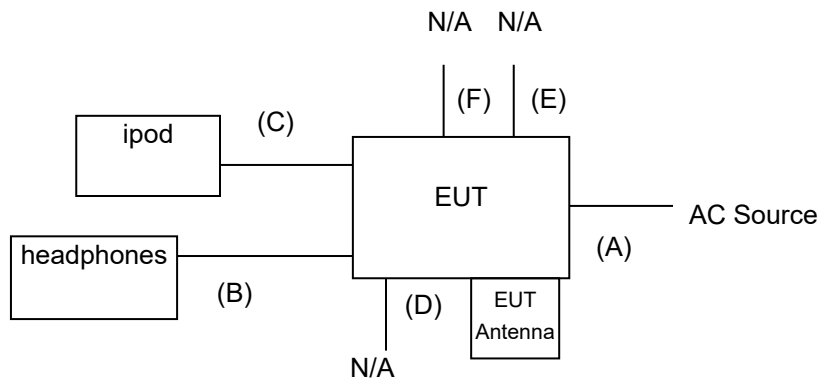 N/A N/A
(F) (E)
(C)
ipod
EUT
AC Source
headphones
(A)
(B)
(D)
EUT
Antenna
N/A